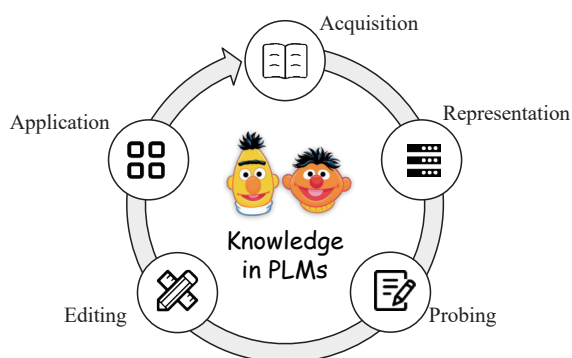 Acquisition
Representation
Application
Knowledge
in PLMs
Editing
Probing